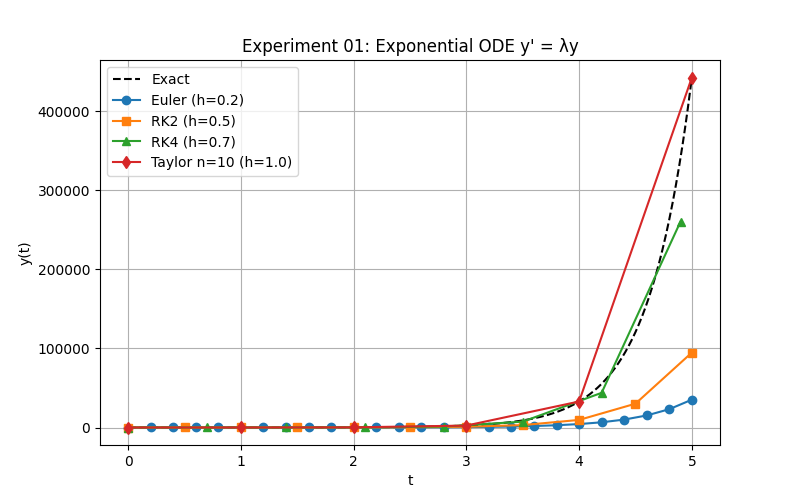 Experiment 01: Exponential ODE y' = λy
Exact
Euler (h=0.2)
RK2 (h=0.5)
RK4 (h=0.7)
Taylor n=10 (h=1.0)
400000
300000
200000
100000
0
y(t)
0 1 2 3 4 5
t